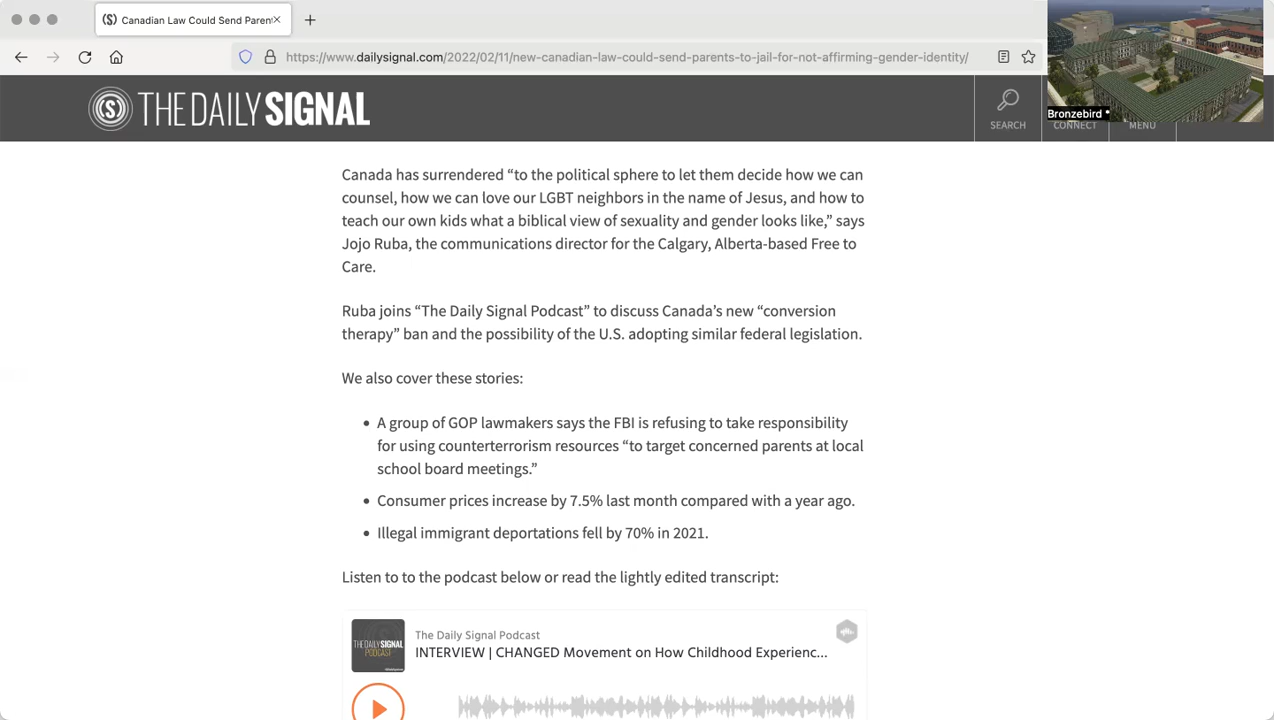 (S) Canadian Law Could Send Paren
https://www.dailysignal.com/2022/02/11/new-canadian-law-could-send-parents-to-jail-for-not-affirming-gender-identity/
Bronzebird *
(S) THE DAILY SIGNAL
SEARCH
CONNECT
MENU
Canada has surrendered “to the political sphere to let them decide how we can
counsel, how we can love our LGBT neighbors in the name of Jesus, and how to
teach our own kids what a biblical view of sexuality and gender looks like,” says
Jojo Ruba, the communications director for the Calgary, Alberta-based Free to
Care.
Ruba joins “The Daily Signal Podcast” to discuss Canada’s new “conversion
therapy” ban and the possibility of the U.S. adopting similar federal legislation.
We also cover these stories:
• A group of GOP lawmakers says the FBI is refusing to take responsibility
for using counterterrorism resources “to target concerned parents at local
school board meetings.”
• Consumer prices increase by 7.5% last month compared with a year ago.
• Illegal immigrant deportations fell by 70% in 2021.
Listen to to the podcast below or read the lightly edited transcript:
THE DAILY SIGNAL
PODCAST
The Daily Signal Podcast
INTERVIEW | CHANGED Movement on How Childhood Experienc...